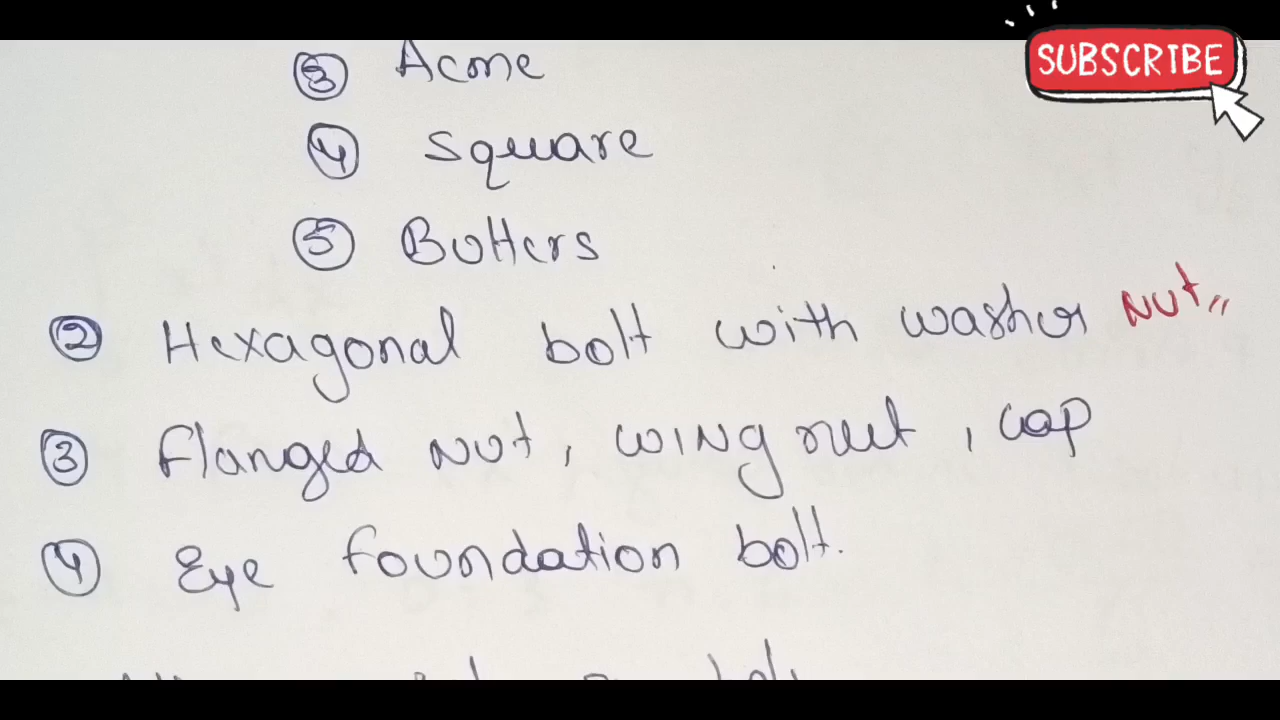 ③ Acme
SUBSCRIBE
④ Square
⑤ Butters
② Hexagonal bolt with washer Nut,,
③ Flanged Nut, wing nut, cap
④ Eye foundation bolt.